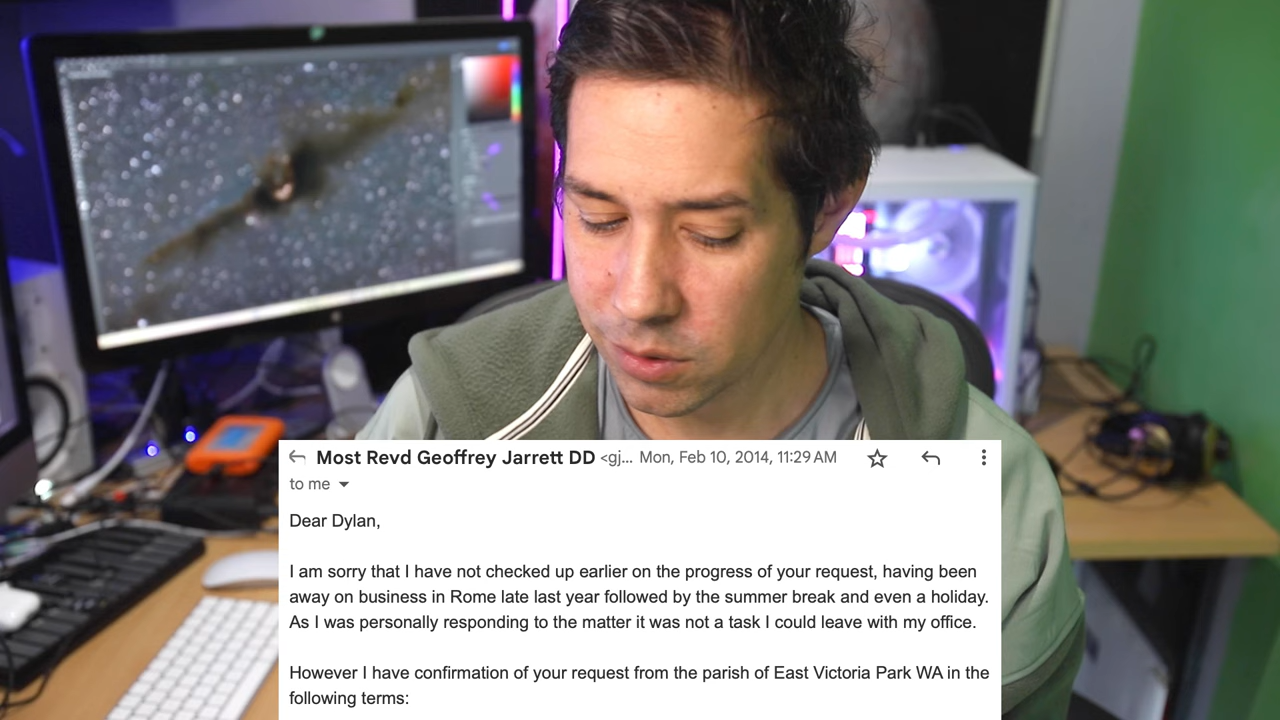 Most Revd Geoffrey Jarrett DD <gj... Mon, Feb 10, 2014, 11:29 AM
to me
Dear Dylan,
I am sorry that I have not checked up earlier on the progress of your request, having been
away on business in Rome late last year followed by the summer break and even a holiday.
As I was personally responding to the matter it was not a task I could leave with my office.
However I have confirmation of your request from the parish of East Victoria Park WA in the
following terms: